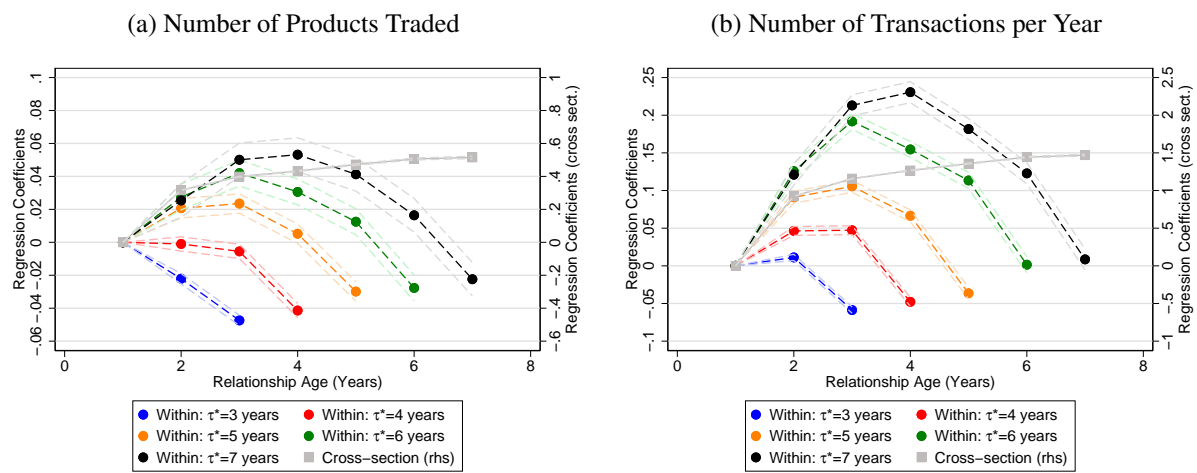 (a) Number of Products Traded
Regression Coefficients
.1
.08
.06
.04
.02
0
-.02
-.04
-.06
1
.8
.6
.4
.2
0
-.2
-.4
-.6
Regression Coefficients (cross sect.)
0 2 4 6 8
Relationship Age (Years)
Within: τ*=3 years Within: τ*=4 years
Within: τ*=5 years Within: τ*=6 years
Within: τ*=7 years Cross−section (rhs)
(b) Number of Transactions per Year
Regression Coefficients
.25
.2
.15
.1
.05
0
-.05
-.1
2.5
2
1.5
1
.5
0
-.5
-1
Regression Coefficients (cross sect.)
0 2 4 6 8
Relationship Age (Years)
Within: τ*=3 years Within: τ*=4 years
Within: τ*=5 years Within: τ*=6 years
Within: τ*=7 years Cross−section (rhs)